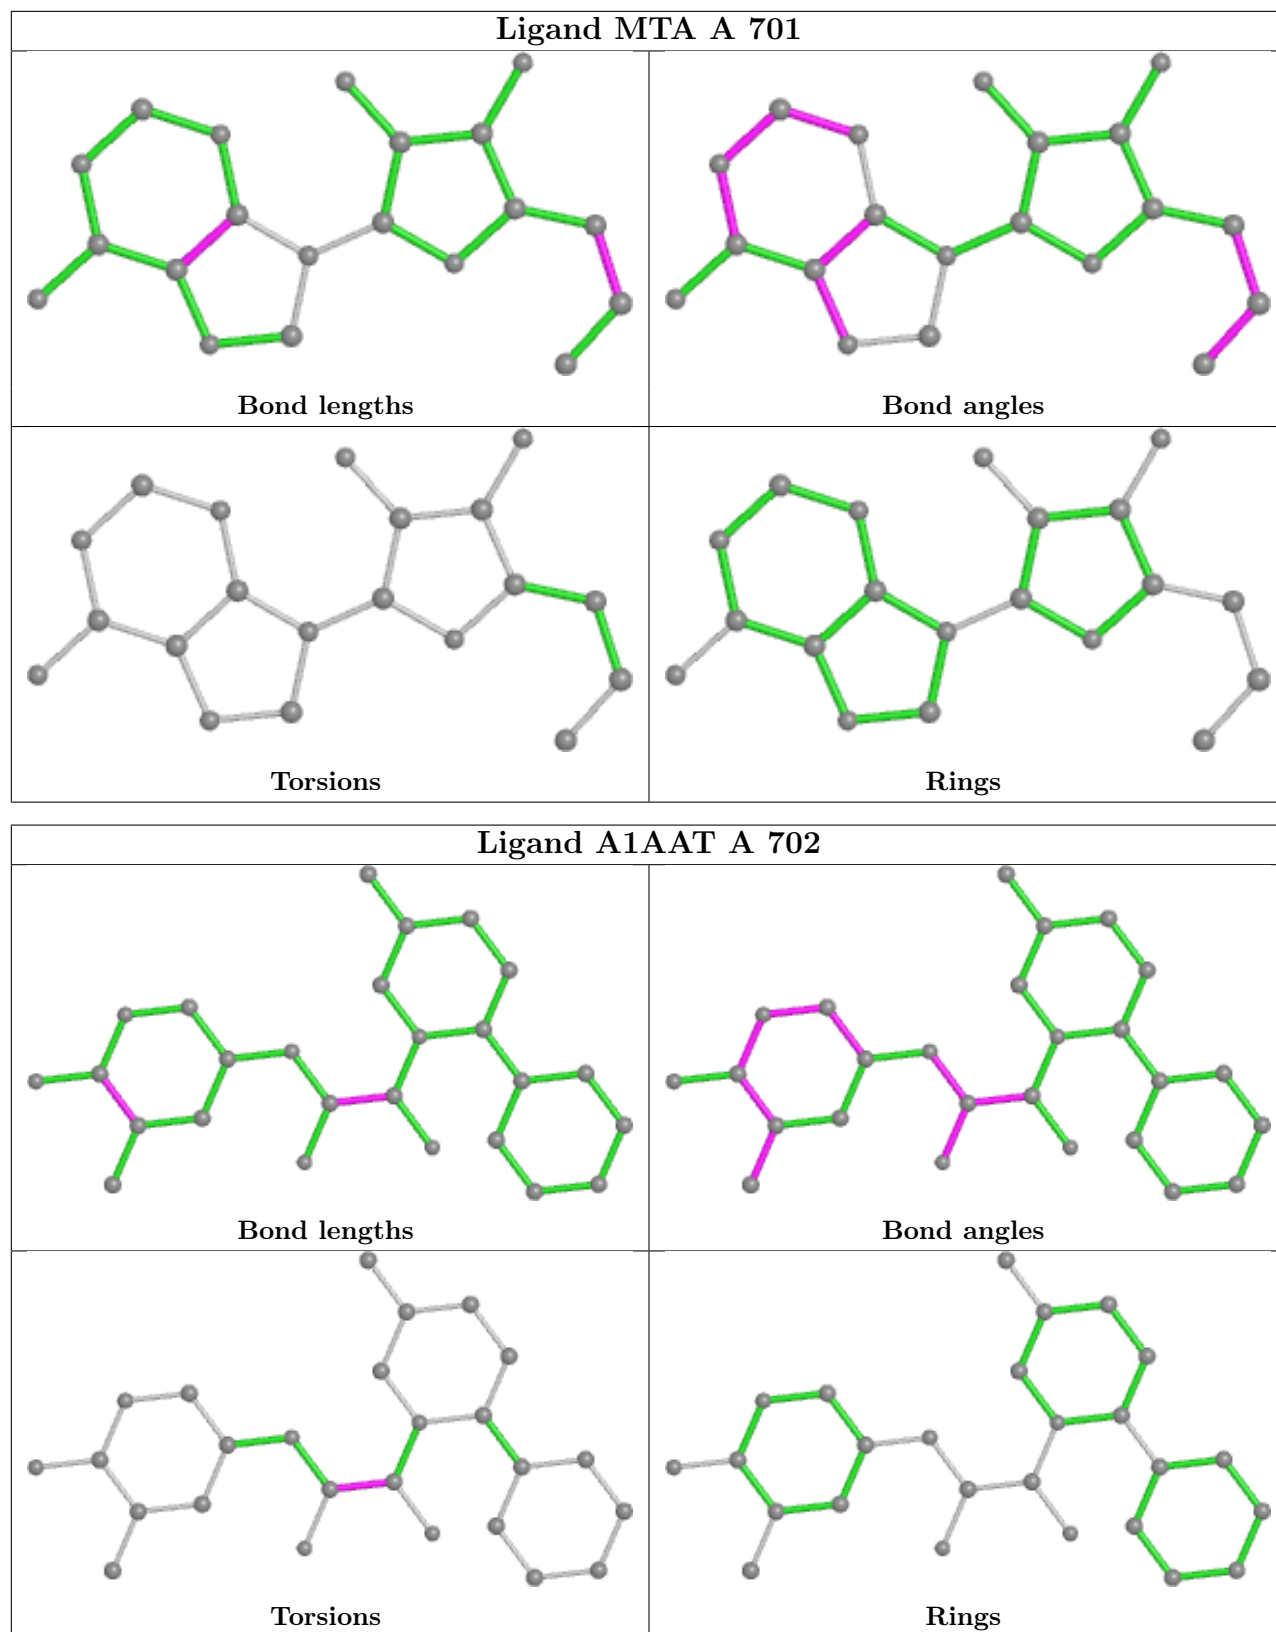 Ligand MTA A 701
Bond lengths
Bond angles
Torsions
Rings
Ligand A1AAT A 702
Bond lengths
Bond angles
Torsions
Rings